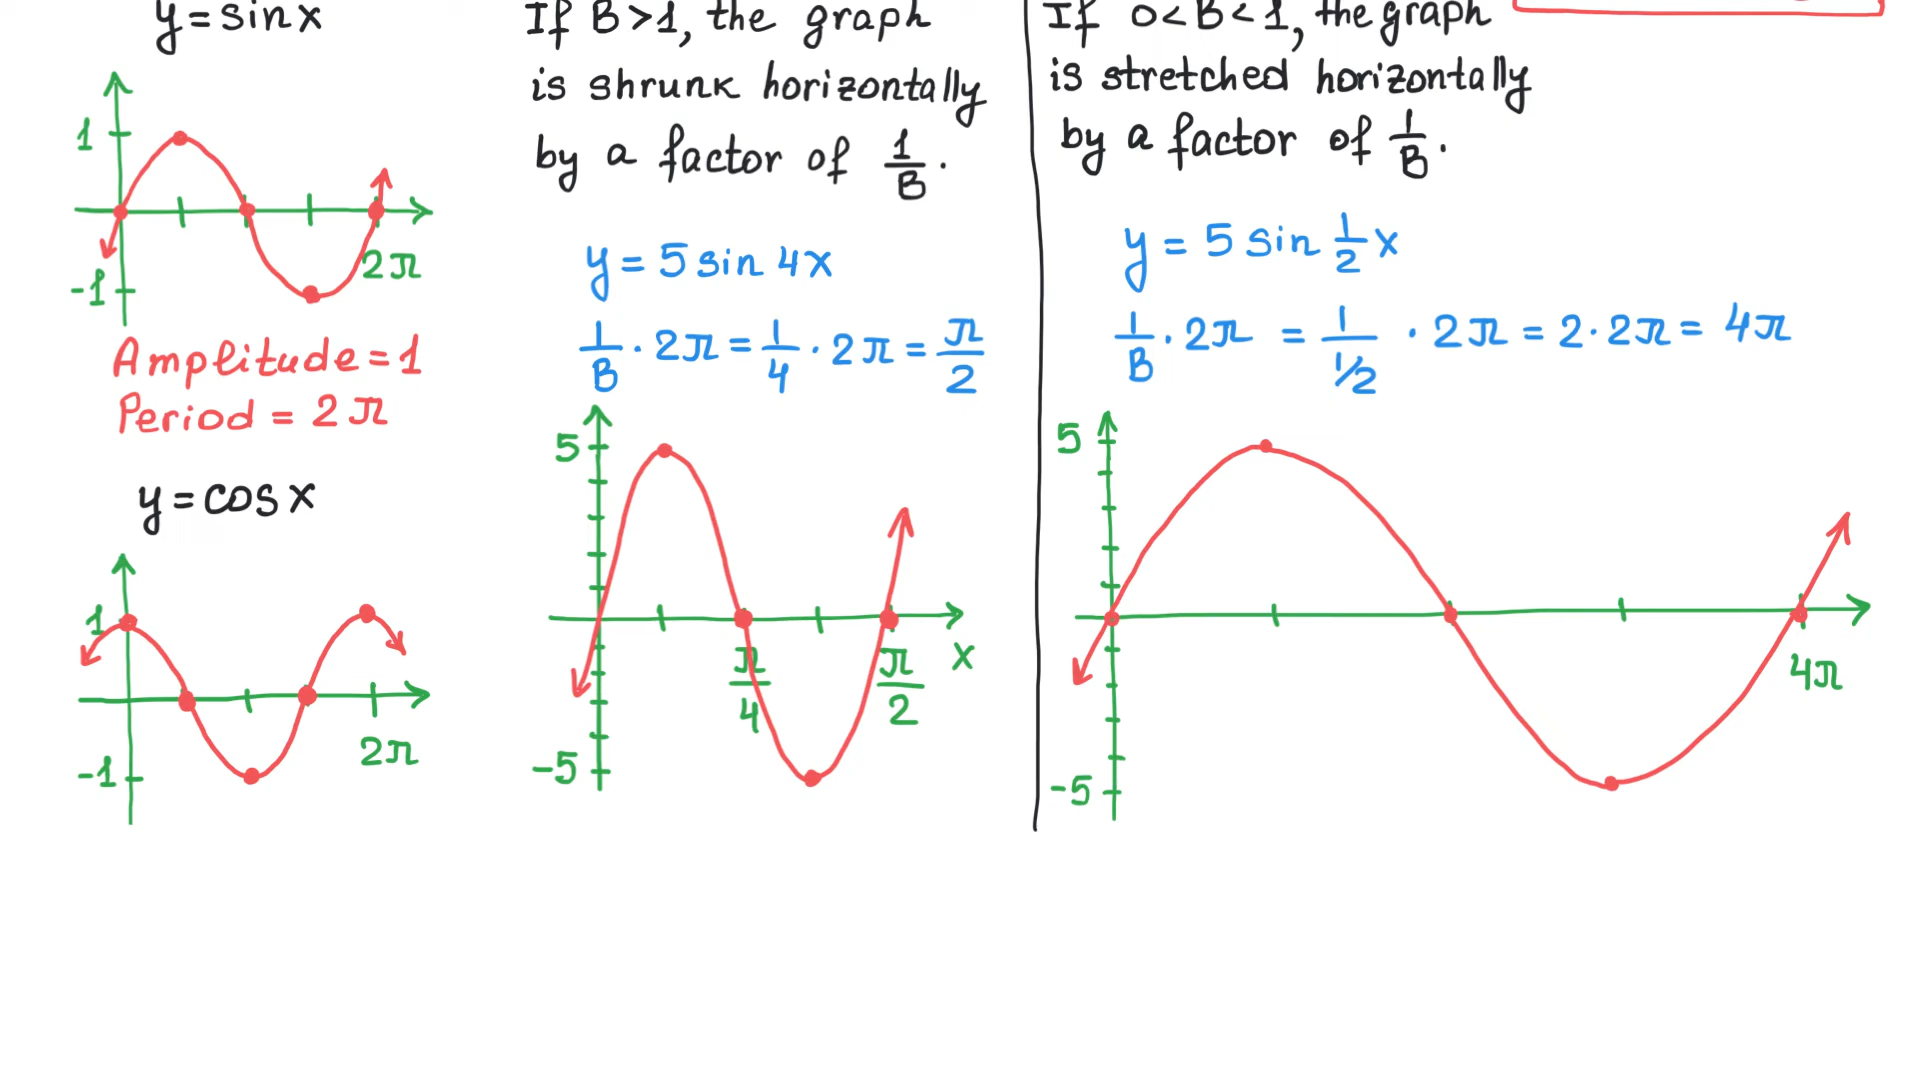 y = sin x
1
-1
2π
Amplitude = 1
Period = 2π
y = cos x
1
-1
2π
If B > 1, the graph
is shrunk horizontally
by a factor of 1/B.
y = 5 sin 4x
1/B · 2π = 1/4 · 2π = π/2
5
-5
π/4
π/2
x
If 0 < B < 1, the graph
is stretched horizontally
by a factor of 1/B.
y = 5 sin 1/2 x
1/B · 2π = 1/(1/2) · 2π = 2 · 2π = 4π
5
-5
4π